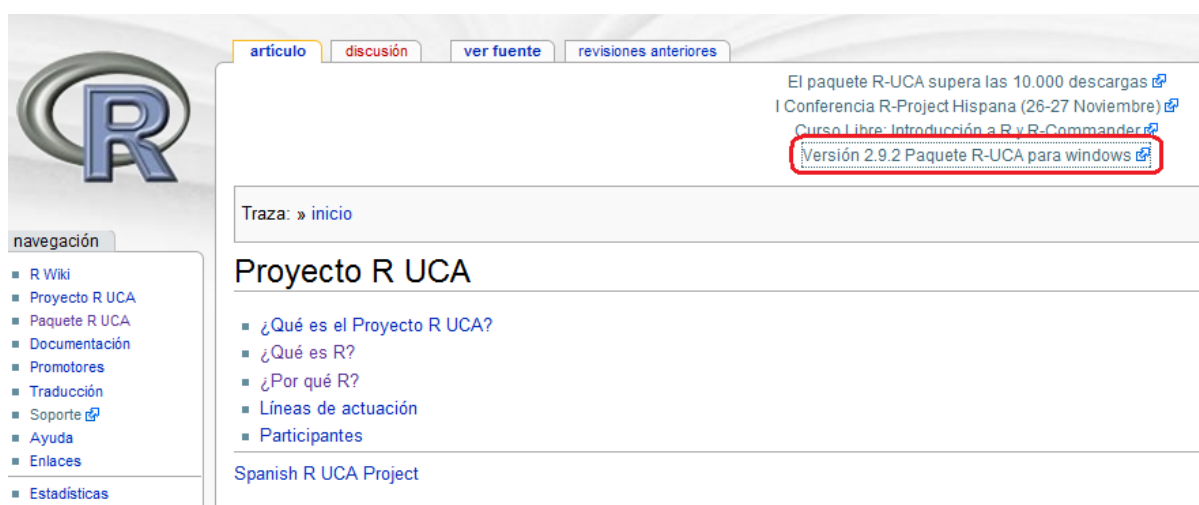 artículo discusión ver fuente revisiones anteriores
El paquete R-UCA supera las 10.000 descargas
I Conferencia R-Project Hispana (26-27 Noviembre)
Curso Libre: Introducción a R y R-Commander
Versión 2.9.2 Paquete R-UCA para windows
R
Traza: » inicio
navegación
R Wiki
Proyecto R UCA
Paquete R UCA
Documentación
Promotores
Traducción
Soporte
Ayuda
Enlaces
Estadísticas
Proyecto R UCA
¿Qué es el Proyecto R UCA?
¿Qué es R?
¿Por qué R?
Líneas de actuación
Participantes
Spanish R UCA Project